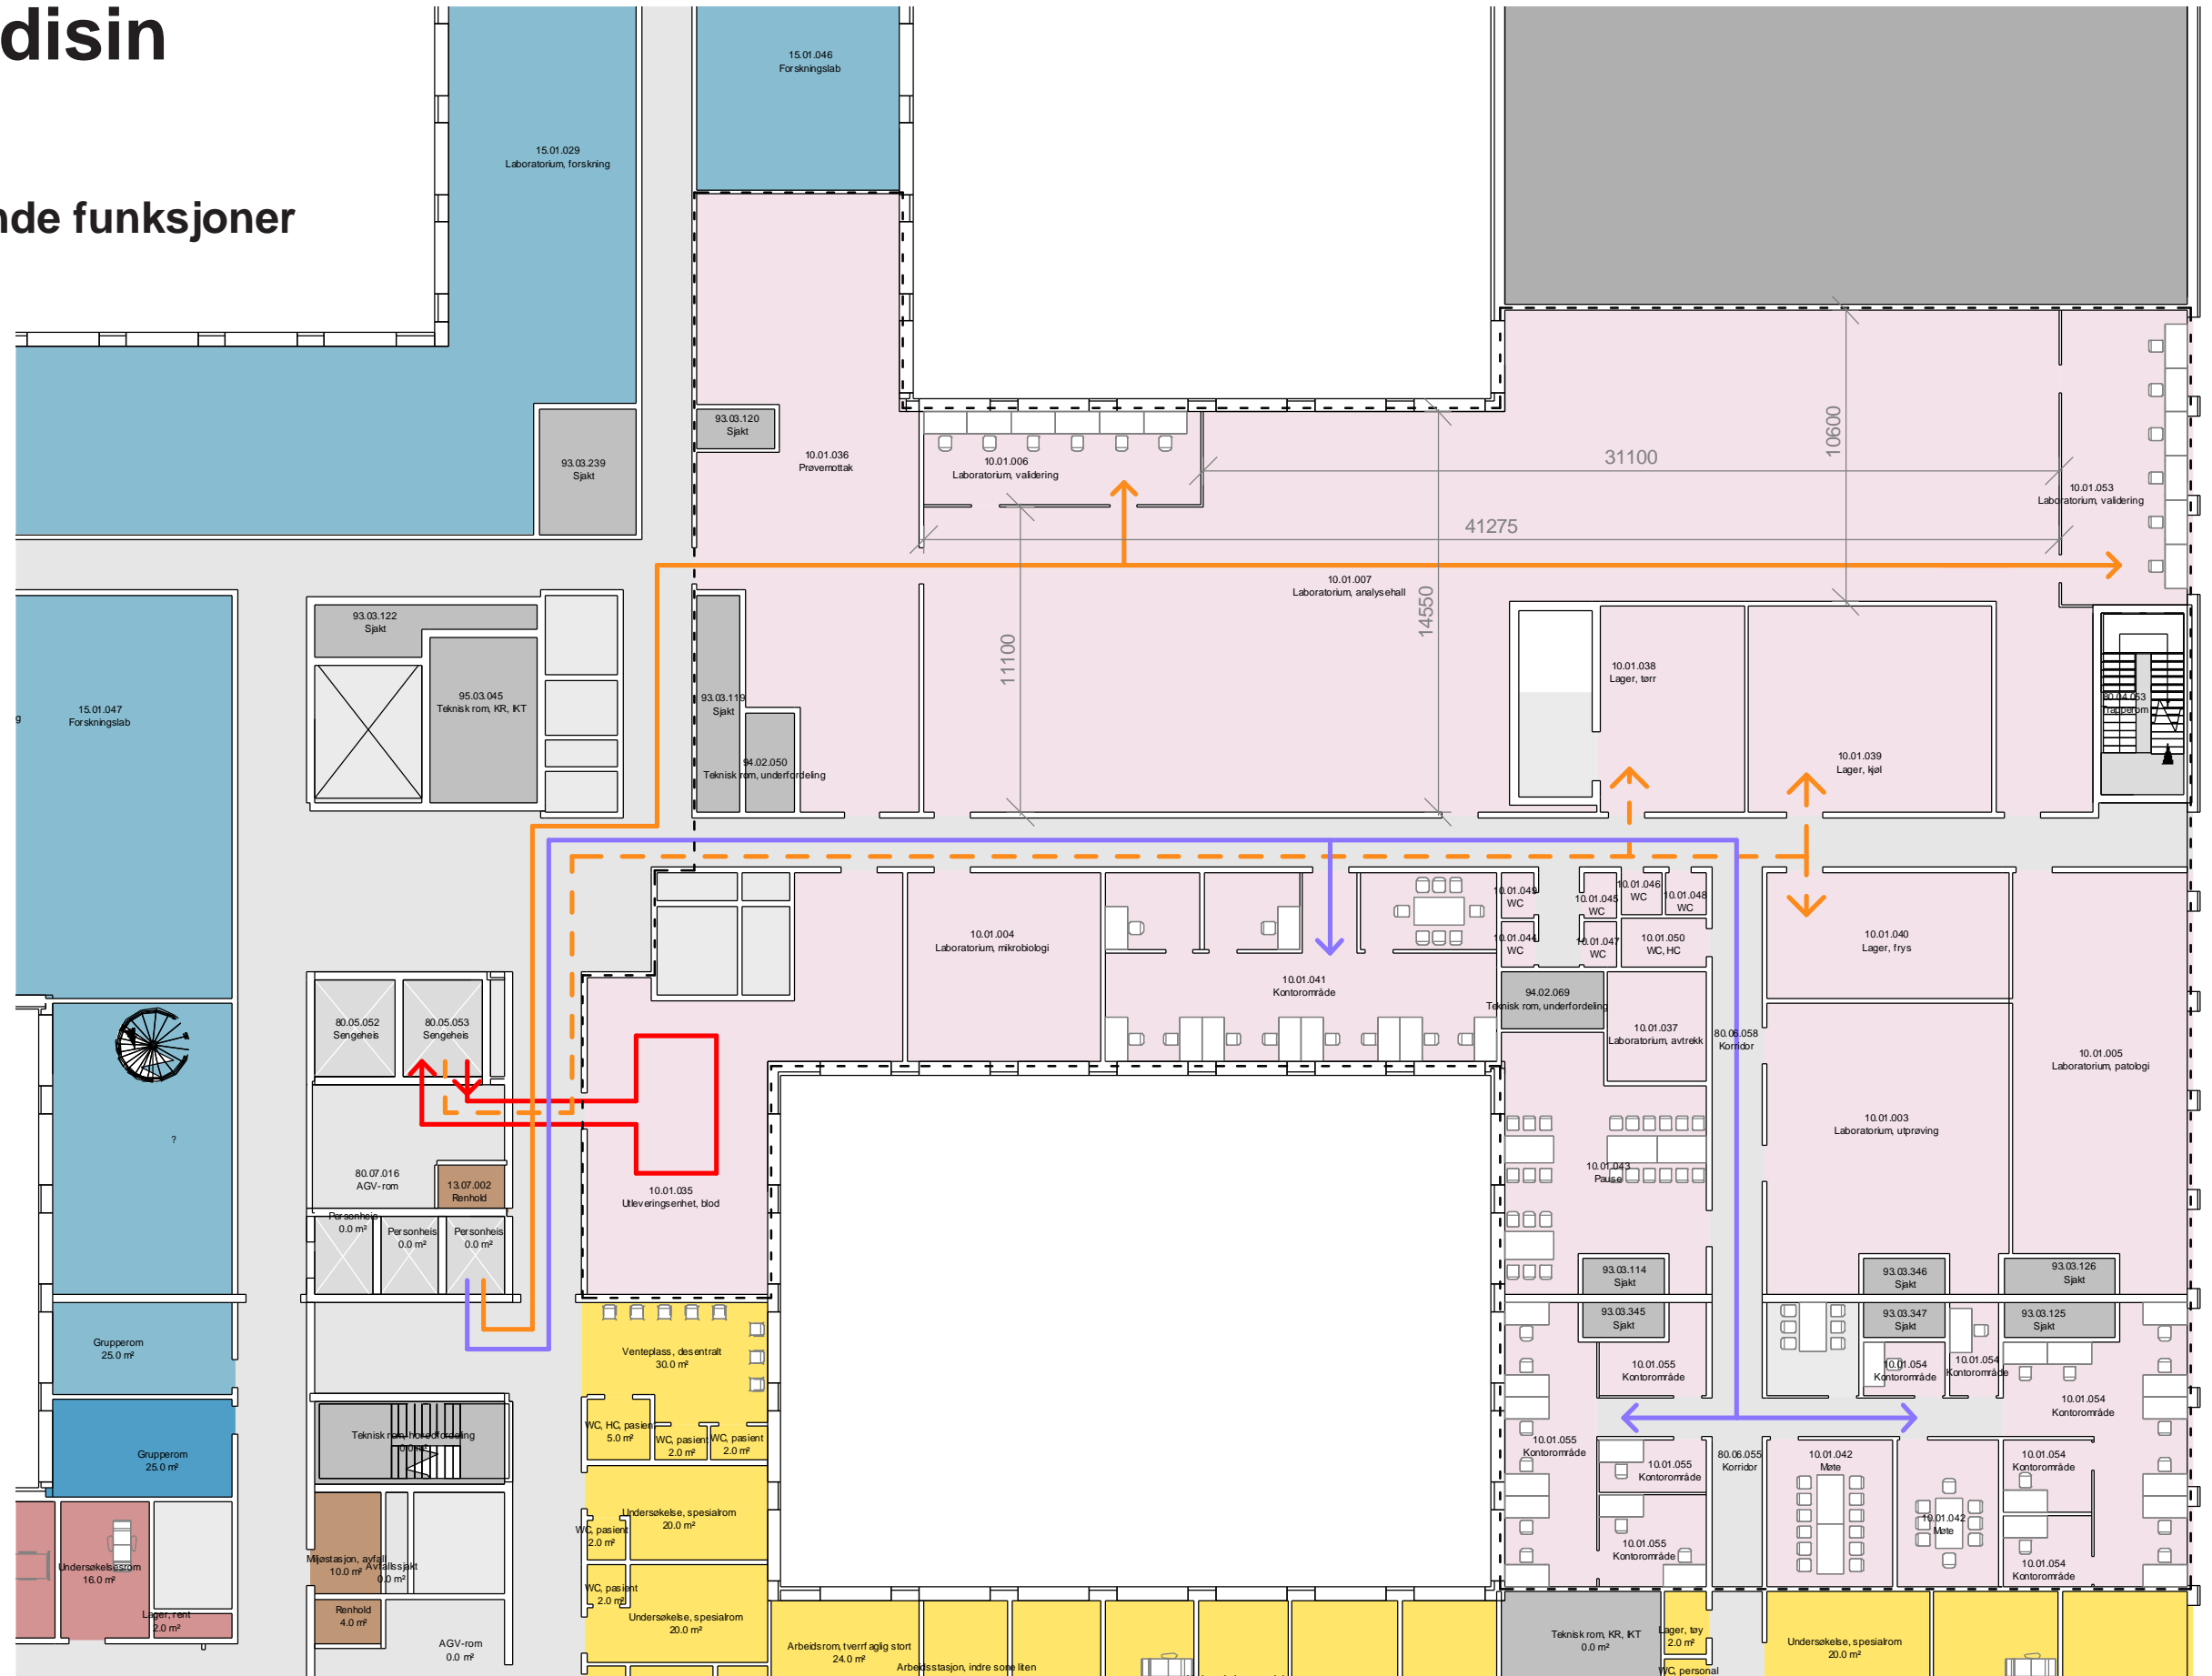 disin
nde funksjoner
15.01.046
Forskningslab
15.01.029
Laboratorium, forskning
93.03.120
Sjakt
10.01.036
Prøvemottak
93.03.239
Sjakt
10.01.006
Laboratorium, validering
31100
10600
10.01.053
Laboratorium, validering
41275
10.01.007
Laboratorium, analysehall
14550
11100
93.03.122
Sjakt
95.03.045
Teknisk rom, KR, IKT
15.01.047
Forskningslab
g
93.03.119
Sjakt
94.02.050
Teknisk rom, underfordeling
10.01.038
Lager, tørr
10.01.039
Lager, kjøl
80.04.053
Trapperom
10.01.004
Laboratorium, mikrobiologi
10.01.041
Kontorområde
10.01.049
WC
10.01.045
WC
10.01.046
WC
10.01.048
WC
10.01.044
WC
10.01.047
WC
10.01.050
WC, HC
10.01.040
Lager, frys
94.02.069
Teknisk rom, underfordeling
10.01.037
Laboratorium, avtrekk
80.06.058
Korridor
10.01.005
Laboratorium, patologi
10.01.003
Laboratorium, utprøving
80.05.052
Sengeheis
80.05.053
Sengeheis
?
80.07.016
AGV-rom
13.07.002
Renhold
10.01.035
Utleveringsenhet, blod
10.01.043
Pause
Personheis
0.0 m²
Personheis
0.0 m²
Personheis
0.0 m²
93.03.114
Sjakt
93.03.345
Sjakt
93.03.346
Sjakt
93.03.347
Sjakt
93.03.126
Sjakt
93.03.125
Sjakt
Grupperom
25.0 m²
Venteplass, desentralt
30.0 m²
10.01.055
Kontorområde
10.01.054
Kontorområde
10.01.054
Kontorområde
10.01.054
Kontorområde
WC, HC, pasient
5.0 m²
WC, pasient
2.0 m²
WC, pasient
2.0 m²
Teknisk rom, hovedfordeling
0.0 m²
Grupperom
25.0 m²
10.01.055
Kontorområde
10.01.055
Kontorområde
80.06.055
Korridor
10.01.042
Møte
10.01.054
Kontorområde
Undersøkelse, spesialrom
20.0 m²
WC, pasient
2.0 m²
10.01.042
Møte
10.01.055
Kontorområde
10.01.054
Kontorområde
Undersøkelsesrom
16.0 m²
Miljøstasjon, avfall
10.0 m²
Avfallssjakt
0.0 m²
WC, pasient
2.0 m²
Lager, rent
2.0 m²
Renhold
4.0 m²
Undersøkelse, spesialrom
20.0 m²
AGV-rom
0.0 m²
Arbeidsrom, tverrfaglig stort
24.0 m²
Arbeidsstasjon, indre sone liten
Teknisk rom, KR, IKT
0.0 m²
Lager, tøy
2.0 m²
Undersøkelse, spesialrom
20.0 m²
WC, personal